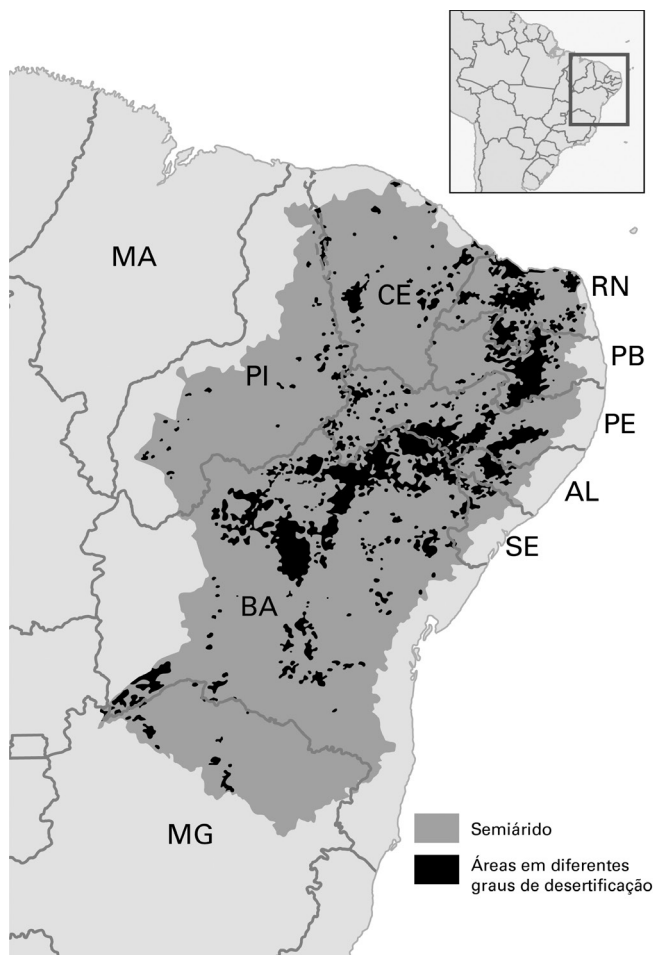 MA
CE
RN
PI
PB
PE
AL
SE
BA
MG
Semiárido
Áreas em diferentes
graus de desertificação